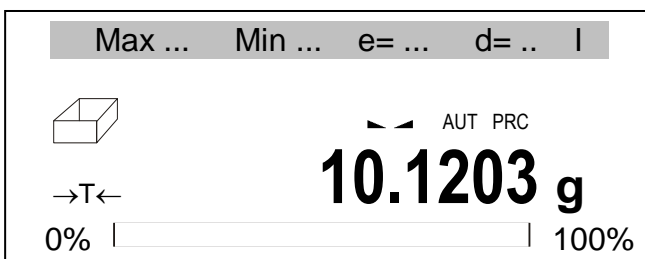 Max ... Min ... e= ... d= .. I
AUT PRC
10.1203 g
→T←
0% 100%